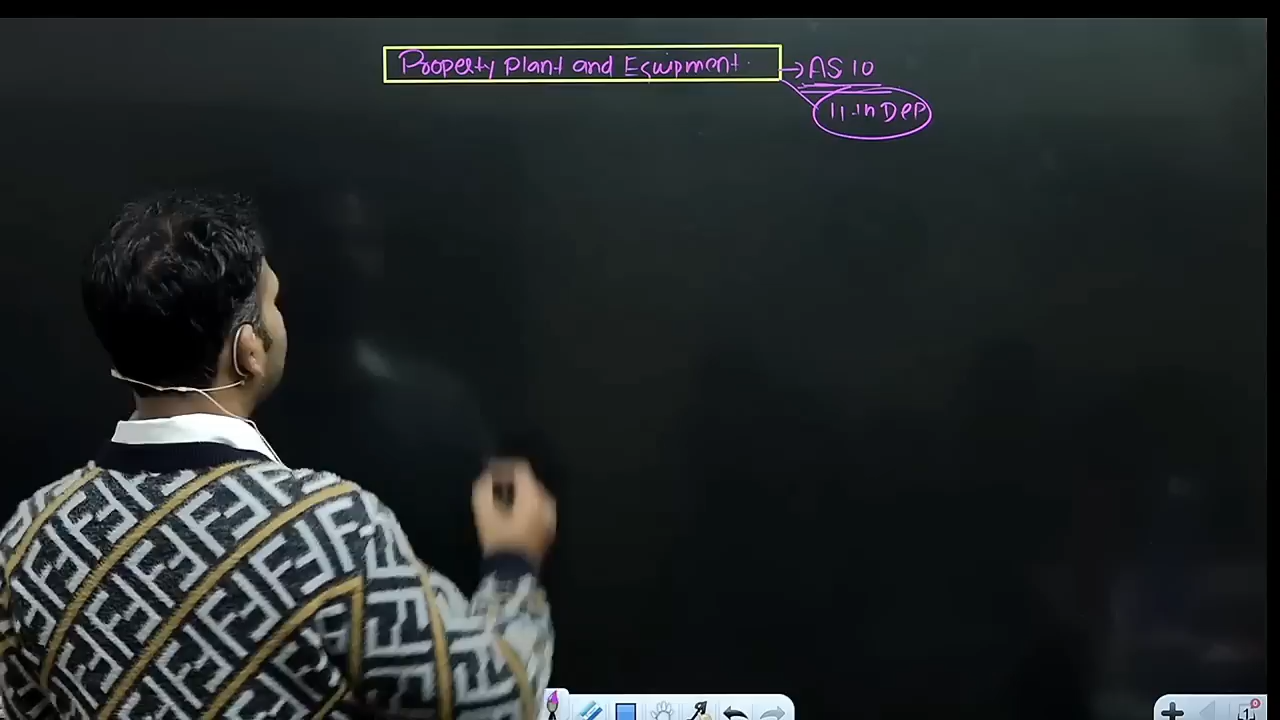 Property Plant and Equipment. → AS 10
11. in Dep